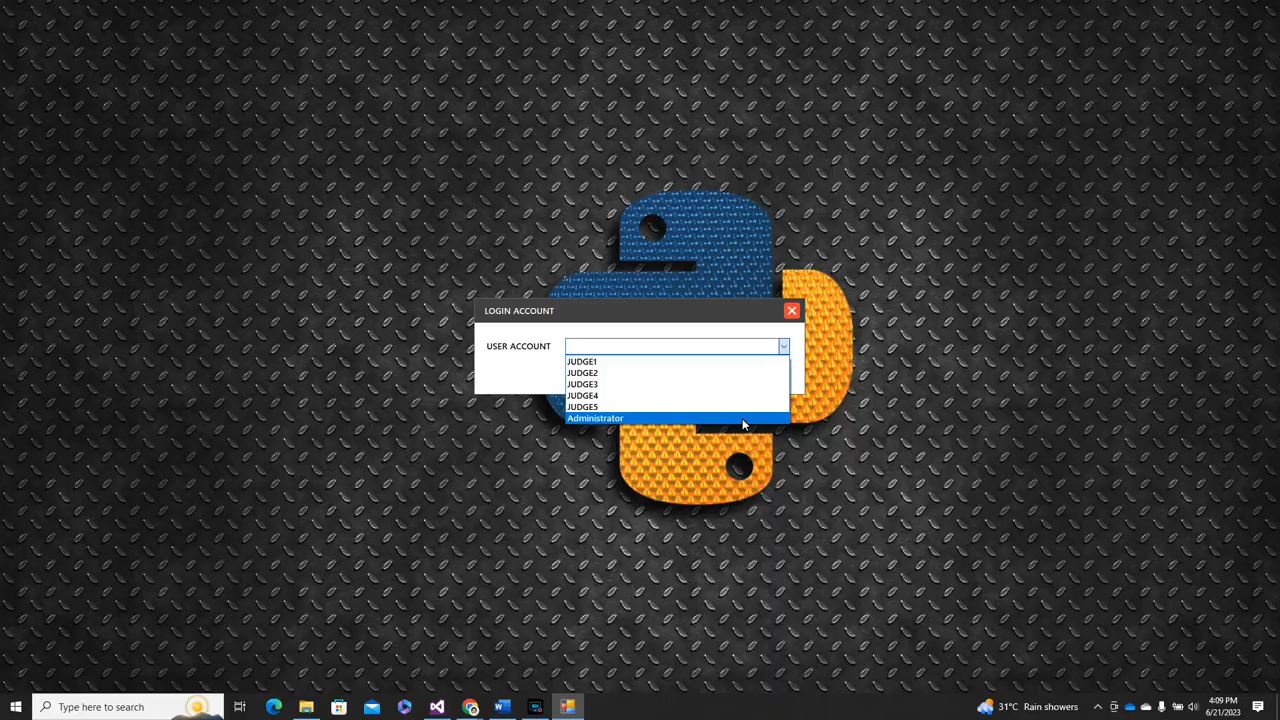 LOGIN ACCOUNT
USER ACCOUNT
JUDGE1
JUDGE2
JUDGE3
JUDGE4
JUDGE5
Administrator
Type here to search
31°C Rain showers
4:09 PM
6/21/2023